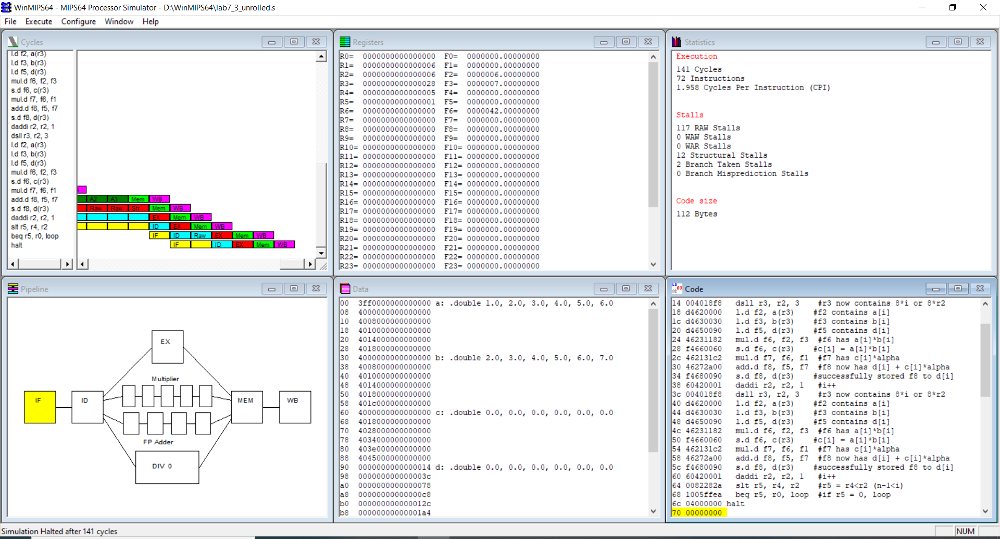 WinMIPS64 - MIPS64 Processor Simulator - D:\WinMIPS64\lab7_3_unrolled.s
File Execute Configure Window Help
Cycles
l.d f2, a(r3)
l.d f3, b(r3)
l.d f5, d(r3)
mul.d f6, f2, f3
s.d f6, c(r3)
mul.d f7, f6, f1
add.d f8, f5, f7
s.d f8, d(r3)
daddi r2, r2, 1
dsll r3, r2, 3
l.d f2, a(r3)
l.d f3, b(r3)
l.d f5, d(r3)
mul.d f6, f2, f3
s.d f6, c(r3)
mul.d f7, f6, f1
add.d f8, f5, f7
s.d f8, d(r3)
daddi r2, r2, 1
slt r5, r4, r2
beq r5, r0, loop
halt
A2 A3 Mem WB
Raw Raw Str Mem WB
EX Mem WB
ID EX Mem WB
IF ID Raw EX Mem WB
IF ID EX Mem WB
Registers
R0= 0000000000000000 F0= 0000000.00000000
R1= 0000000000000006 F1= 0000000.00000000
R2= 0000000000000006 F2= 0000006.00000000
R3= 0000000000000028 F3= 0000007.00000000
R4= 0000000000000005 F4= 0000000.00000000
R5= 0000000000000001 F5= 0000000.00000000
R6= 0000000000000000 F6= 0000042.00000000
R7= 0000000000000000 F7= 0000000.00000000
R8= 0000000000000000 F8= 0000000.00000000
R9= 0000000000000000 F9= 0000000.00000000
R10= 0000000000000000 F10= 0000000.00000000
R11= 0000000000000000 F11= 0000000.00000000
R12= 0000000000000000 F12= 0000000.00000000
R13= 0000000000000000 F13= 0000000.00000000
R14= 0000000000000000 F14= 0000000.00000000
R15= 0000000000000000 F15= 0000000.00000000
R16= 0000000000000000 F16= 0000000.00000000
R17= 0000000000000000 F17= 0000000.00000000
R18= 0000000000000000 F18= 0000000.00000000
R19= 0000000000000000 F19= 0000000.00000000
R20= 0000000000000000 F20= 0000000.00000000
R21= 0000000000000000 F21= 0000000.00000000
R22= 0000000000000000 F22= 0000000.00000000
R23= 0000000000000000 F23= 0000000.00000000
Statistics
Execution
141 Cycles
72 Instructions
1.958 Cycles Per Instruction (CPI)
Stalls
117 RAW Stalls
0 WAW Stalls
0 WAR Stalls
12 Structural Stalls
2 Branch Taken Stalls
0 Branch Misprediction Stalls
Code size
112 Bytes
Pipeline
EX
Multiplier
IF ID MEM WB
FP Adder
DIV 0
Data
00 3ff0000000000000 a: .double 1.0, 2.0, 3.0, 4.0, 5.0, 6.0
08 4000000000000000
10 4008000000000000
18 4010000000000000
20 4014000000000000
28 4018000000000000
30 4000000000000000 b: .double 2.0, 3.0, 4.0, 5.0, 6.0, 7.0
38 4008000000000000
40 4010000000000000
48 4014000000000000
50 4018000000000000
58 401c000000000000
60 4000000000000000 c: .double 0.0, 0.0, 0.0, 0.0, 0.0, 0.0
68 4018000000000000
70 4028000000000000
78 4034000000000000
80 403e000000000000
88 4045000000000000
90 0000000000000014 d: .double 0.0, 0.0, 0.0, 0.0, 0.0, 0.0
98 000000000000003c
a0 0000000000000078
a8 00000000000000c8
b0 000000000000012c
b8 00000000000001a4
Code
14 004018f8 dsll r3, r2, 3 #r3 now contains 8*i or 8*r2
18 d4620000 l.d f2, a(r3) #f2 contains a[i]
1c d4630030 l.d f3, b(r3) #f3 contains b[i]
20 d4650090 l.d f5, d(r3) #f5 contains d[i]
24 46231182 mul.d f6, f2, f3 #f6 has a[i]*b[i]
28 f4660060 s.d f6, c(r3) #c[i] = a[i]*b[i]
2c 462131c2 mul.d f7, f6, f1 #f7 has c[i]*alpha
30 46272a00 add.d f8, f5, f7 #f8 now has d[i] + c[i]*alpha
34 f4680090 s.d f8, d(r3) #successfully stored f8 to d[i]
38 60420001 daddi r2, r2, 1 #i++
3c 004018f8 dsll r3, r2, 3 #r3 now contains 8*i or 8*r2
40 d4620000 l.d f2, a(r3) #f2 contains a[i]
44 d4630030 l.d f3, b(r3) #f3 contains b[i]
48 d4650090 l.d f5, d(r3) #f5 contains d[i]
4c 46231182 mul.d f6, f2, f3 #f6 has a[i]*b[i]
50 f4660060 s.d f6, c(r3) #c[i] = a[i]*b[i]
54 462131c2 mul.d f7, f6, f1 #f7 has c[i]*alpha
58 46272a00 add.d f8, f5, f7 #f8 now has d[i] + c[i]*alpha
5c f4680090 s.d f8, d(r3) #successfully stored f8 to d[i]
60 60420001 daddi r2, r2, 1 #i++
64 0082282a slt r5, r4, r2 #r5 = r4<r2 (n-1<i)
68 1005ffea beq r5, r0, loop #if r5 = 0, loop
6c 04000000 halt
70 00000000
Simulation Halted after 141 cycles
NUM